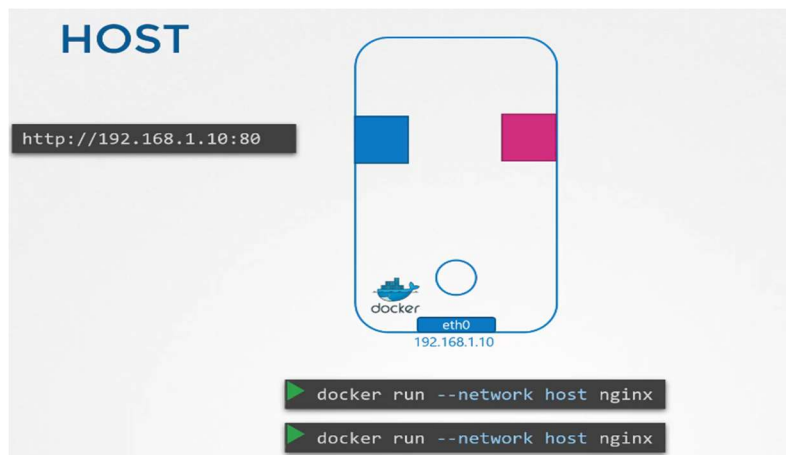 HOST
http://192.168.1.10:80
docker
eth0
192.168.1.10
docker run --network host nginx
docker run --network host nginx